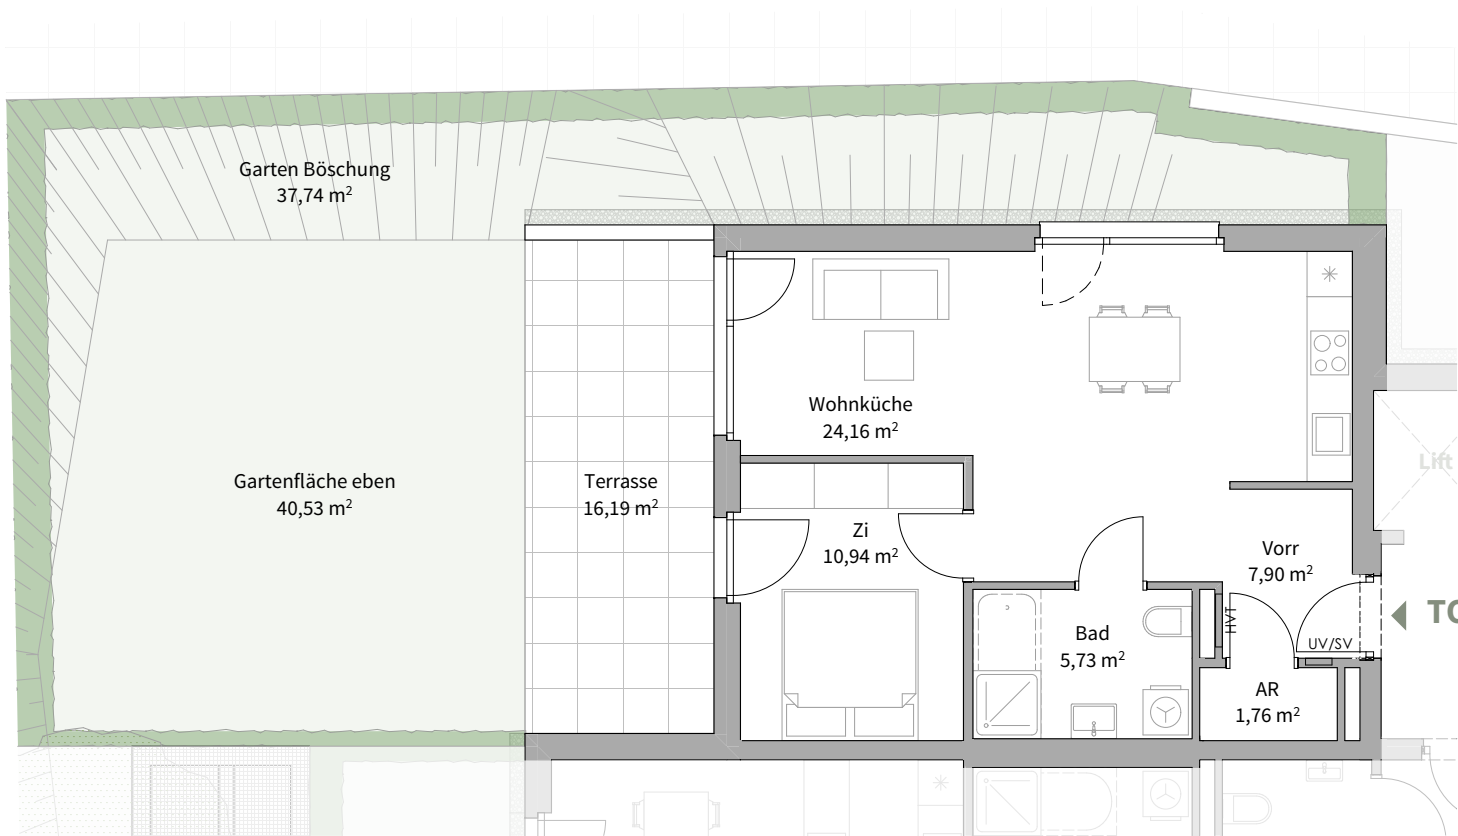 Garten Böschung
37,74 m²
Wohnküche
24,16 m²
Lift
Gartenfläche eben
40,53 m²
Terrasse
16,19 m²
Zi
10,94 m²
Vorr
7,90 m²
HVT
UV/SV
Bad
5,73 m²
AR
1,76 m²